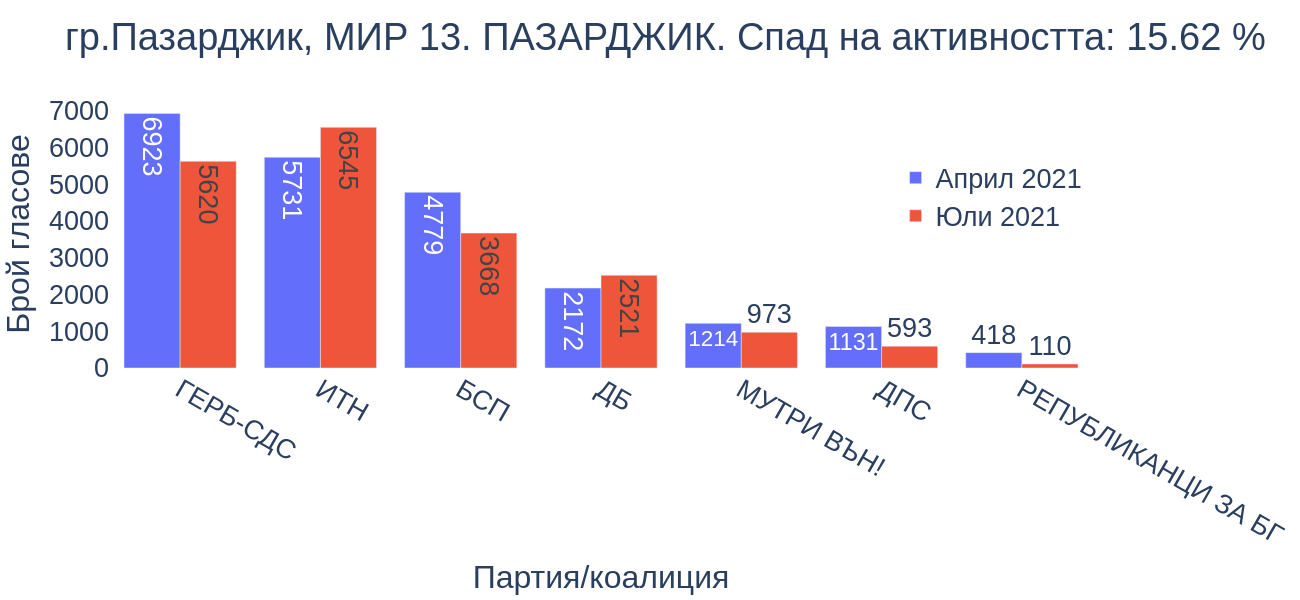 гр.Пазарджик, МИР 13. ПАЗАРДЖИК. Спад на активността: 15.62 %
Брой гласове
7000
6000
5000
4000
3000
2000
1000
0
6923
5620
5731
6545
4779
3668
2172
2521
1214
973
1131
593
418
110
Април 2021
Юли 2021
ГЕРБ-СДС
ИТН
БСП
ДБ
МУТРИ ВЪН!
ДПС
РЕПУБЛИКАНЦИ ЗА БГ
Партия/коалиция